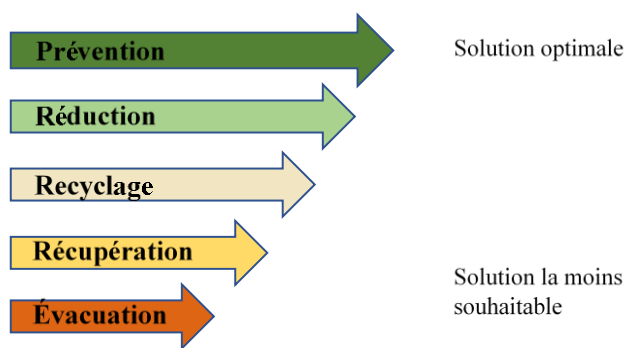 Prévention
Solution optimale
Réduction
Recyclage
Récupération
Solution la moins
souhaitable
Évacuation